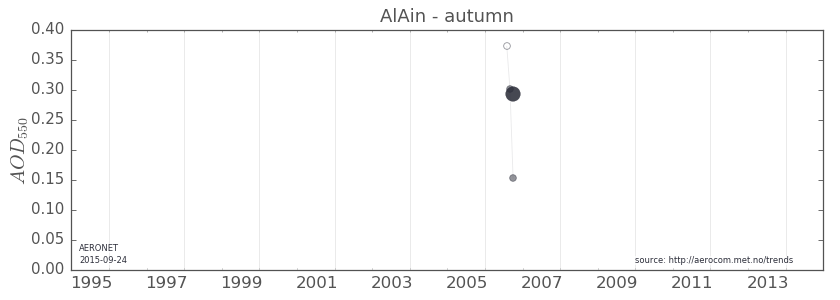 AlAin - autumn
0.40
0.35
0.30
0.25
0.20
0.15
0.10
0.05
0.00
AOD550
AERONET
2015-09-24
source: http://aerocom.met.no/trends
1995 1997 1999 2001 2003 2005 2007 2009 2011 2013